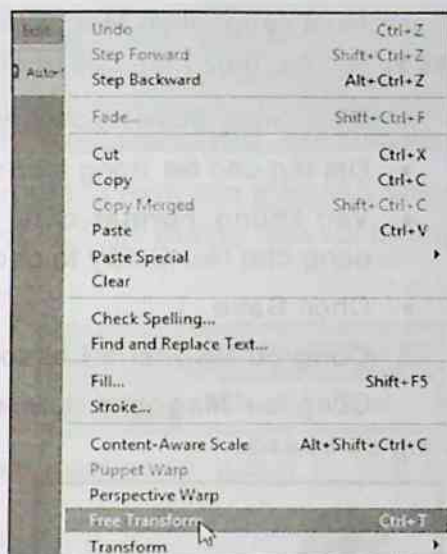 Edit
Auto-
Undo Ctrl+Z
Step Forward Shift+Ctrl+Z
Step Backward Alt+Ctrl+Z
Fade... Shift+Ctrl+F
Cut Ctrl+X
Copy Ctrl+C
Copy Merged Shift+Ctrl+C
Paste Ctrl+V
Paste Special
Clear
Check Spelling...
Find and Replace Text...
Fill... Shift+F5
Stroke...
Content-Aware Scale Alt+Shift+Ctrl+C
Puppet Warp
Perspective Warp
Free Transform Ctrl+T
Transform